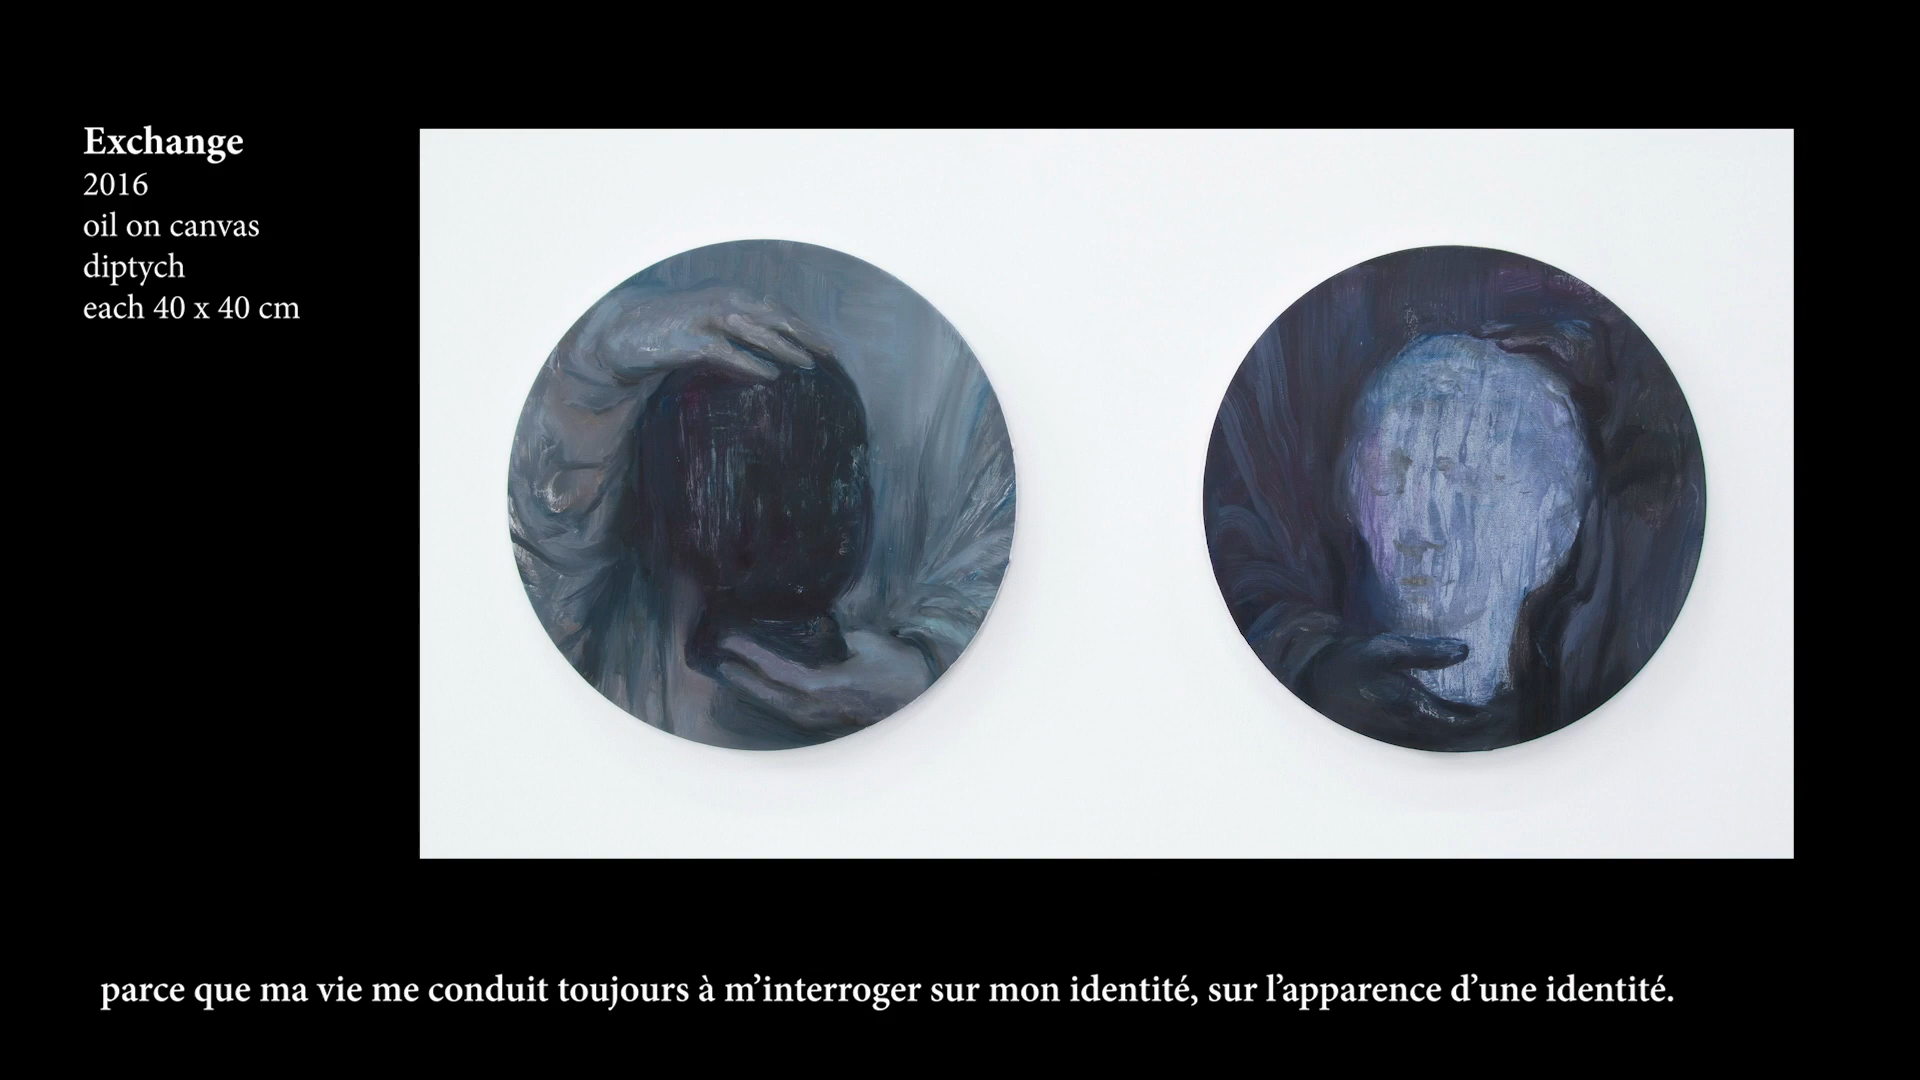 Exchange
2016
oil on canvas
diptych
each 40 x 40 cm
parce que ma vie me conduit toujours à m’interroger sur mon identité, sur l’apparence d’une identité.